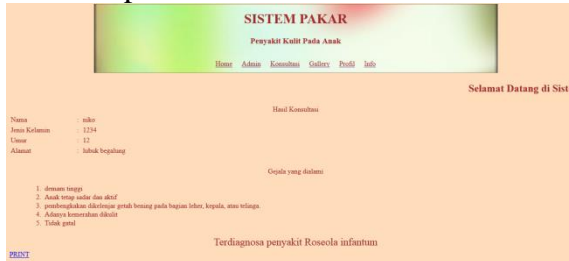 SISTEM PAKAR
Penyakit Kulit Pada Anak
Home Admin Konsultasi Gallery Profil Info
Selamat Datang di Sist
Hasil Konsultasi
Nama : niko
Jenis Kelamin : 1234
Umur : 12
Alamat : lubuk begalung
Gejala yang dialami
1. demam tinggi
2. Anak tetap sadar dan aktif
3. pembengkakan dikelenjar getah bening pada bagian leher, kepala, atau telinga.
4. Adanya kemerahan dikulit
5. Tidak gatal
Terdiagnosa penyakit Roseola infantum
PRINT